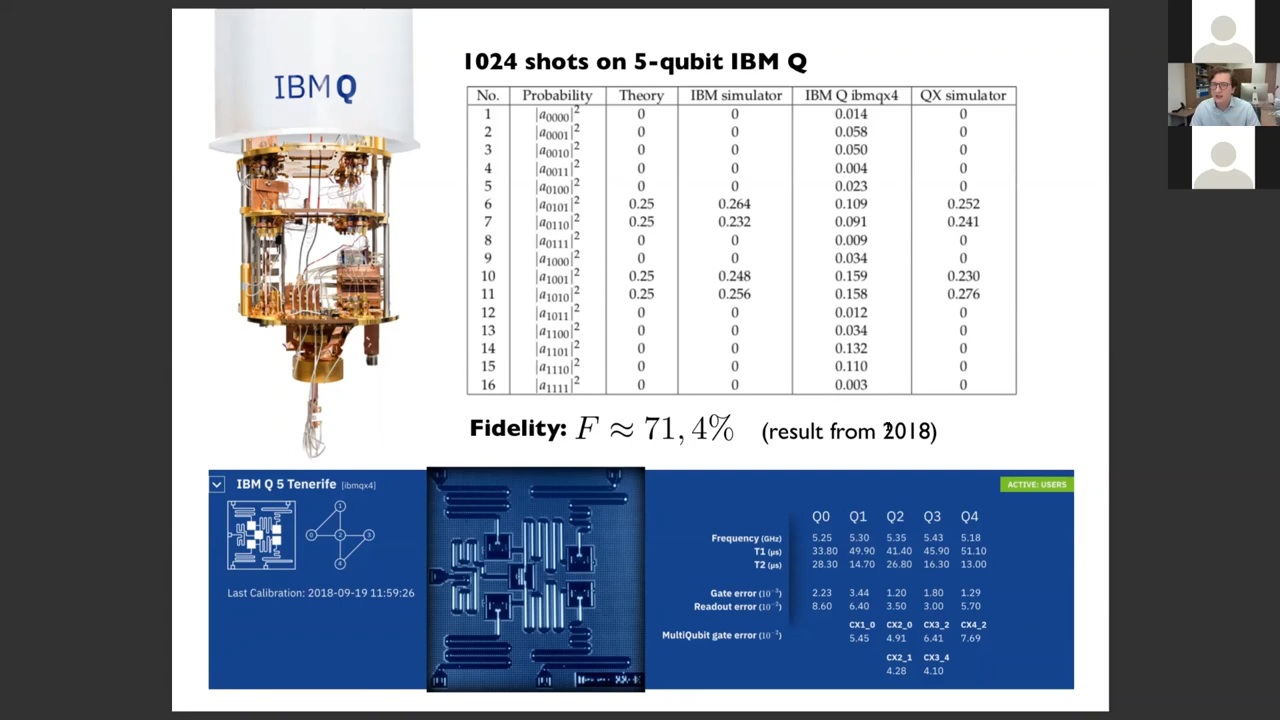 IBM Q
1024 shots on 5-qubit IBM Q
No. Probability Theory IBM simulator IBM Q ibmqx4 QX simulator
1 |a0000|² 0 0 0.014 0
2 |a0001|² 0 0 0.058 0
3 |a0010|² 0 0 0.050 0
4 |a0011|² 0 0 0.004 0
5 |a0100|² 0 0 0.023 0
6 |a0101|² 0.25 0.264 0.109 0.252
7 |a0110|² 0.25 0.232 0.091 0.241
8 |a0111|² 0 0 0.009 0
9 |a1000|² 0 0 0.034 0
10 |a1001|² 0.25 0.248 0.159 0.230
11 |a1010|² 0.25 0.256 0.158 0.276
12 |a1011|² 0 0 0.012 0
13 |a1100|² 0 0 0.034 0
14 |a1101|² 0 0 0.132 0
15 |a1110|² 0 0 0.110 0
16 |a1111|² 0 0 0.003 0
Fidelity: F ≈ 71,4% (result from 2018)
IBM Q 5 Tenerife [ibmqx4]
1
0 2 3
4
Last Calibration: 2018-09-19 11:59:26
ACTIVE: USERS
Q0 Q1 Q2 Q3 Q4
Frequency (GHz) 5.25 5.30 5.35 5.43 5.18
T1 (µs) 33.80 49.90 41.40 45.90 51.10
T2 (µs) 28.30 14.70 26.80 16.30 13.00
Gate error (10⁻³) 2.23 3.44 1.20 1.80 1.29
Readout error (10⁻²) 8.60 6.40 3.50 3.00 5.70
CX1_0 CX2_0 CX3_2 CX4_2
MultiQubit gate error (10⁻²) 5.45 4.91 6.41 7.69
CX2_1 CX3_4
4.28 4.10